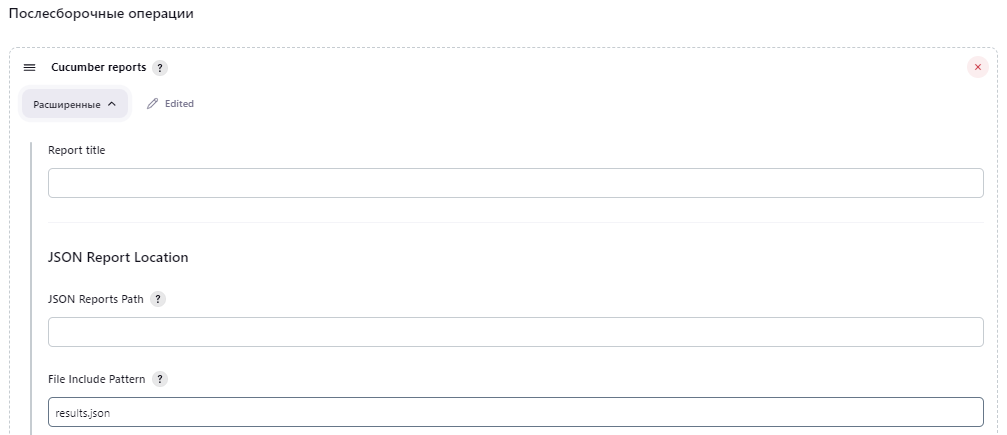 Послесборочные операции
Cucumber reports ?
Расширенные Edited
Report title
JSON Report Location
JSON Reports Path ?
File Include Pattern ?
results.json